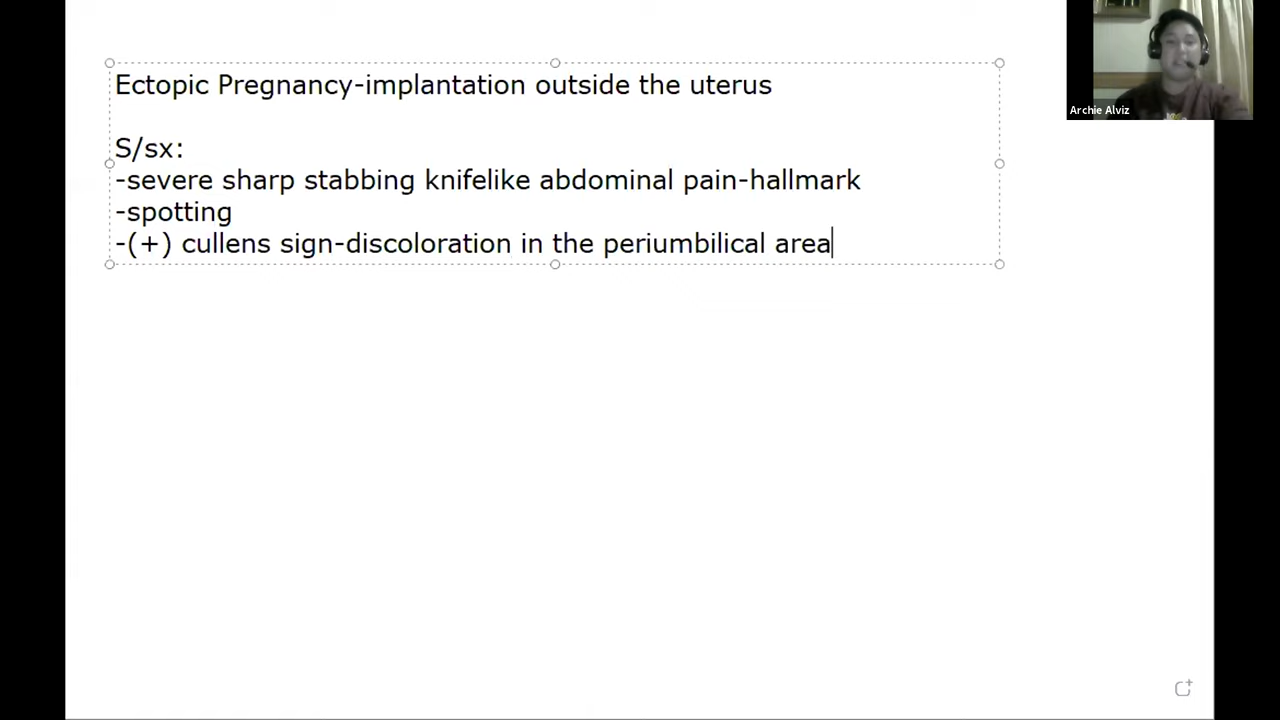 Ectopic Pregnancy-implantation outside the uterus
S/sx:
-severe sharp stabbing knifelike abdominal pain-hallmark
-spotting
-(+) cullens sign-discoloration in the periumbilical area
Archie Alviz